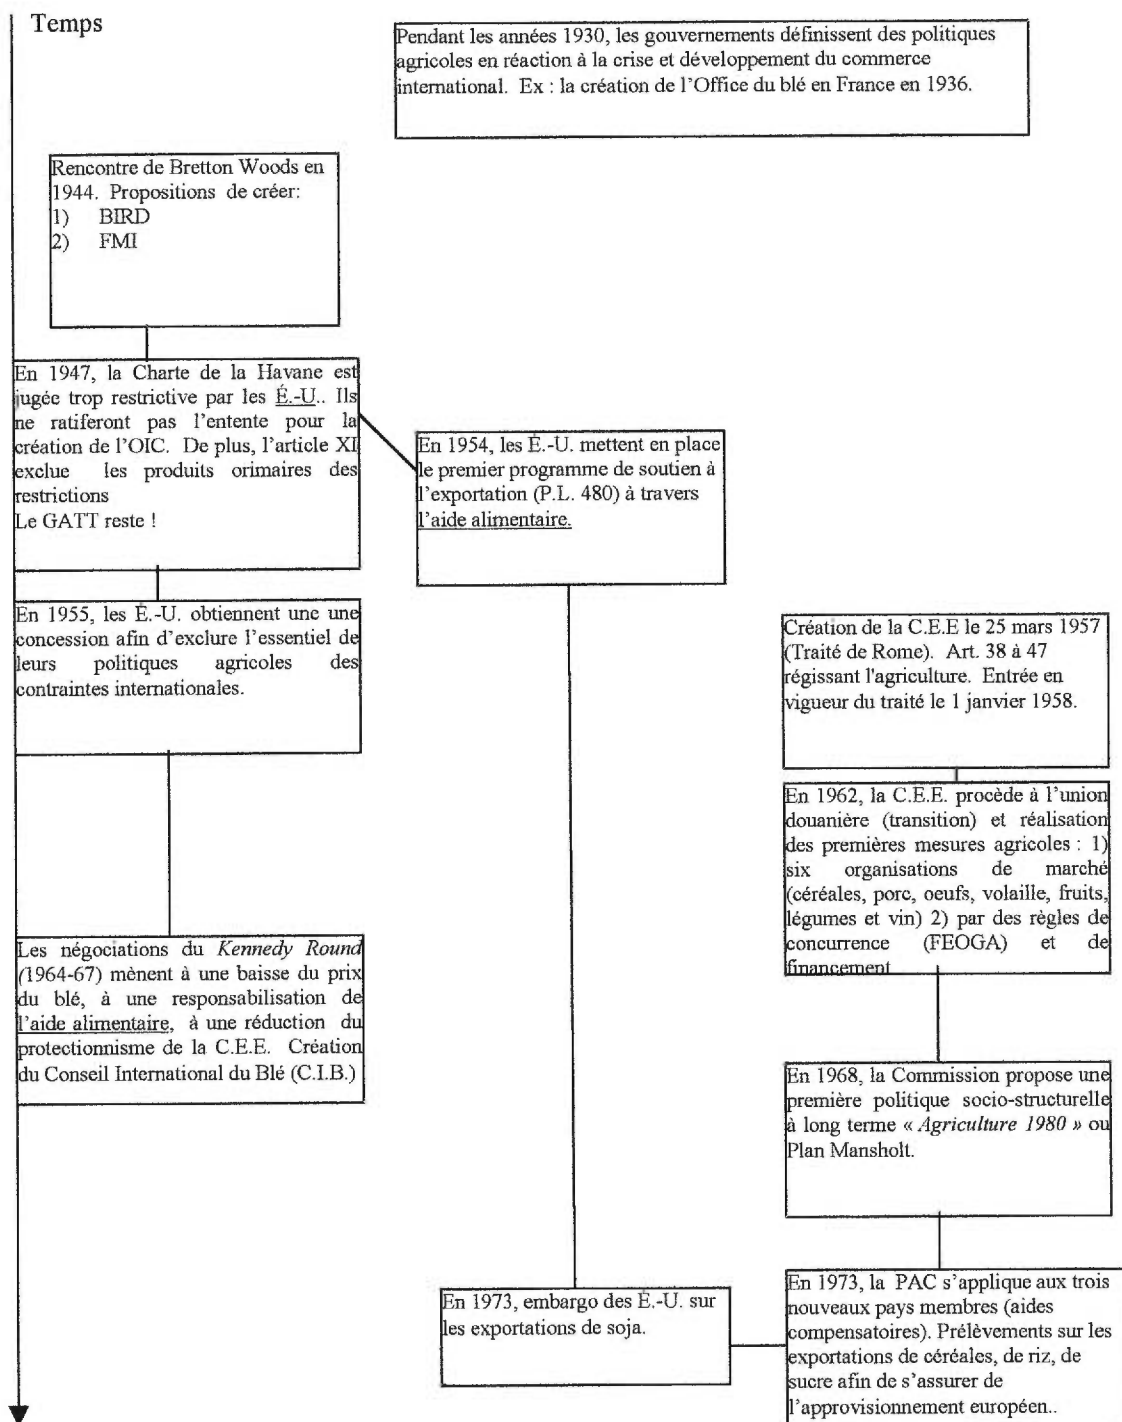 Temps
Pendant les années 1930, les gouvernements définissent des politiques
agricoles en réaction à la crise et développement du commerce
international. Ex : la création de l'Office du blé en France en 1936.
Rencontre de Bretton Woods en
1944. Propositions de créer:
1) BIRD
2) FMI
En 1947, la Charte de la Havane est
jugée trop restrictive par les É.-U.. Ils
ne ratiferont pas l'entente pour la
création de l'OIC. De plus, l'article XI
exclue les produits orimaires des
restrictions
Le GATT reste !
En 1954, les É.-U. mettent en place
le premier programme de soutien à
l'exportation (P.L. 480) à travers
l'aide alimentaire.
En 1955, les É.-U. obtiennent une une
concession afin d'exclure l'essentiel de
leurs politiques agricoles des
contraintes internationales.
Création de la C.E.E le 25 mars 1957
(Traité de Rome). Art. 38 à 47
régissant l'agriculture. Entrée en
vigueur du traité le 1 janvier 1958.
En 1962, la C.E.E. procède à l'union
douanière (transition) et réalisation
des premières mesures agricoles : 1)
six organisations de marché
(céréales, porc, oeufs, volaille, fruits,
légumes et vin) 2) par des règles de
concurrence (FEOGA) et de
financement
Les négociations du Kennedy Round
(1964-67) mènent à une baisse du prix
du blé, à une responsabilisation de
l'aide alimentaire, à une réduction du
protectionnisme de la C.E.E. Création
du Conseil International du Blé (C.I.B.)
En 1968, la Commission propose une
première politique socio-structurelle
à long terme « Agriculture 1980 » ou
Plan Mansholt.
En 1973, embargo des É.-U. sur
les exportations de soja.
En 1973, la PAC s'applique aux trois
nouveaux pays membres (aides
compensatoires). Prélèvements sur les
exportations de céréales, de riz, de
sucre afin de s'assurer de
l'approvisionnement européen..